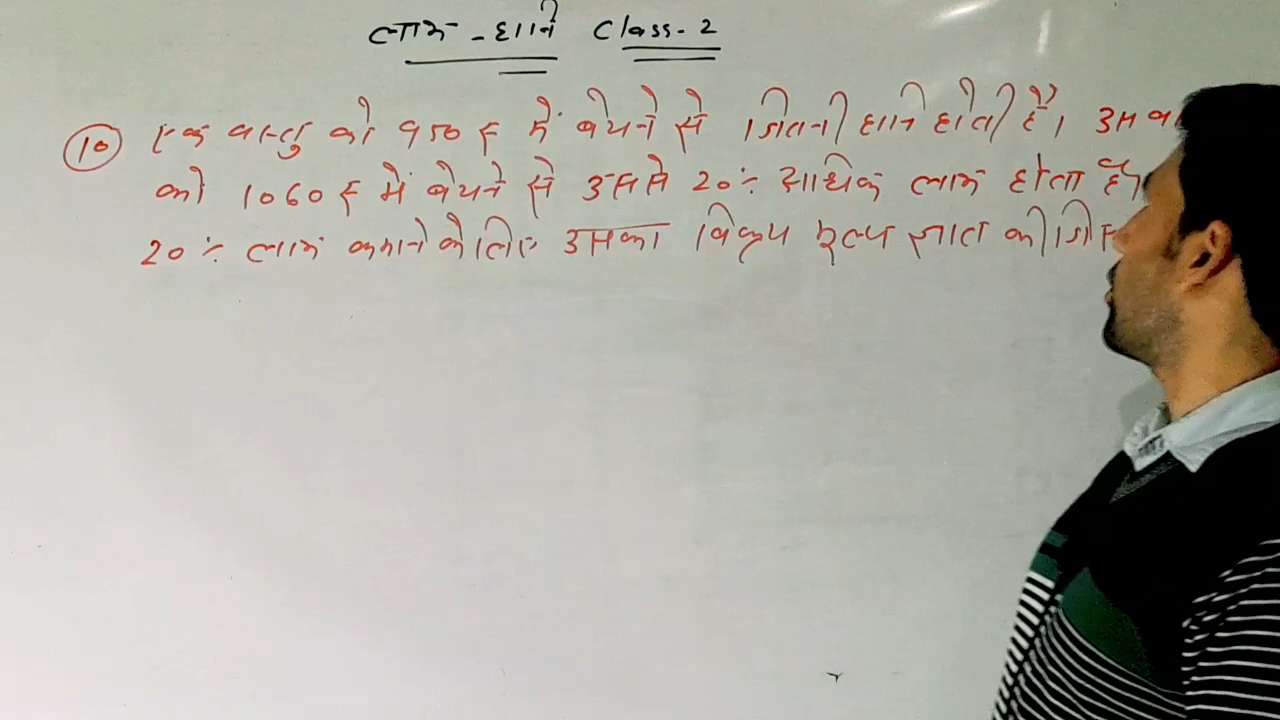 लाभ - हानि Class - 2
(10) एक वस्तु को 950 रु में बेचने से जितनी हानि होती है, उस
को 1060 रु में बेचने से उससे 20% अधिक लाभ होता है,
20% लाभ कमाने के लिए उसका विक्रय मूल्य ज्ञात कीजि